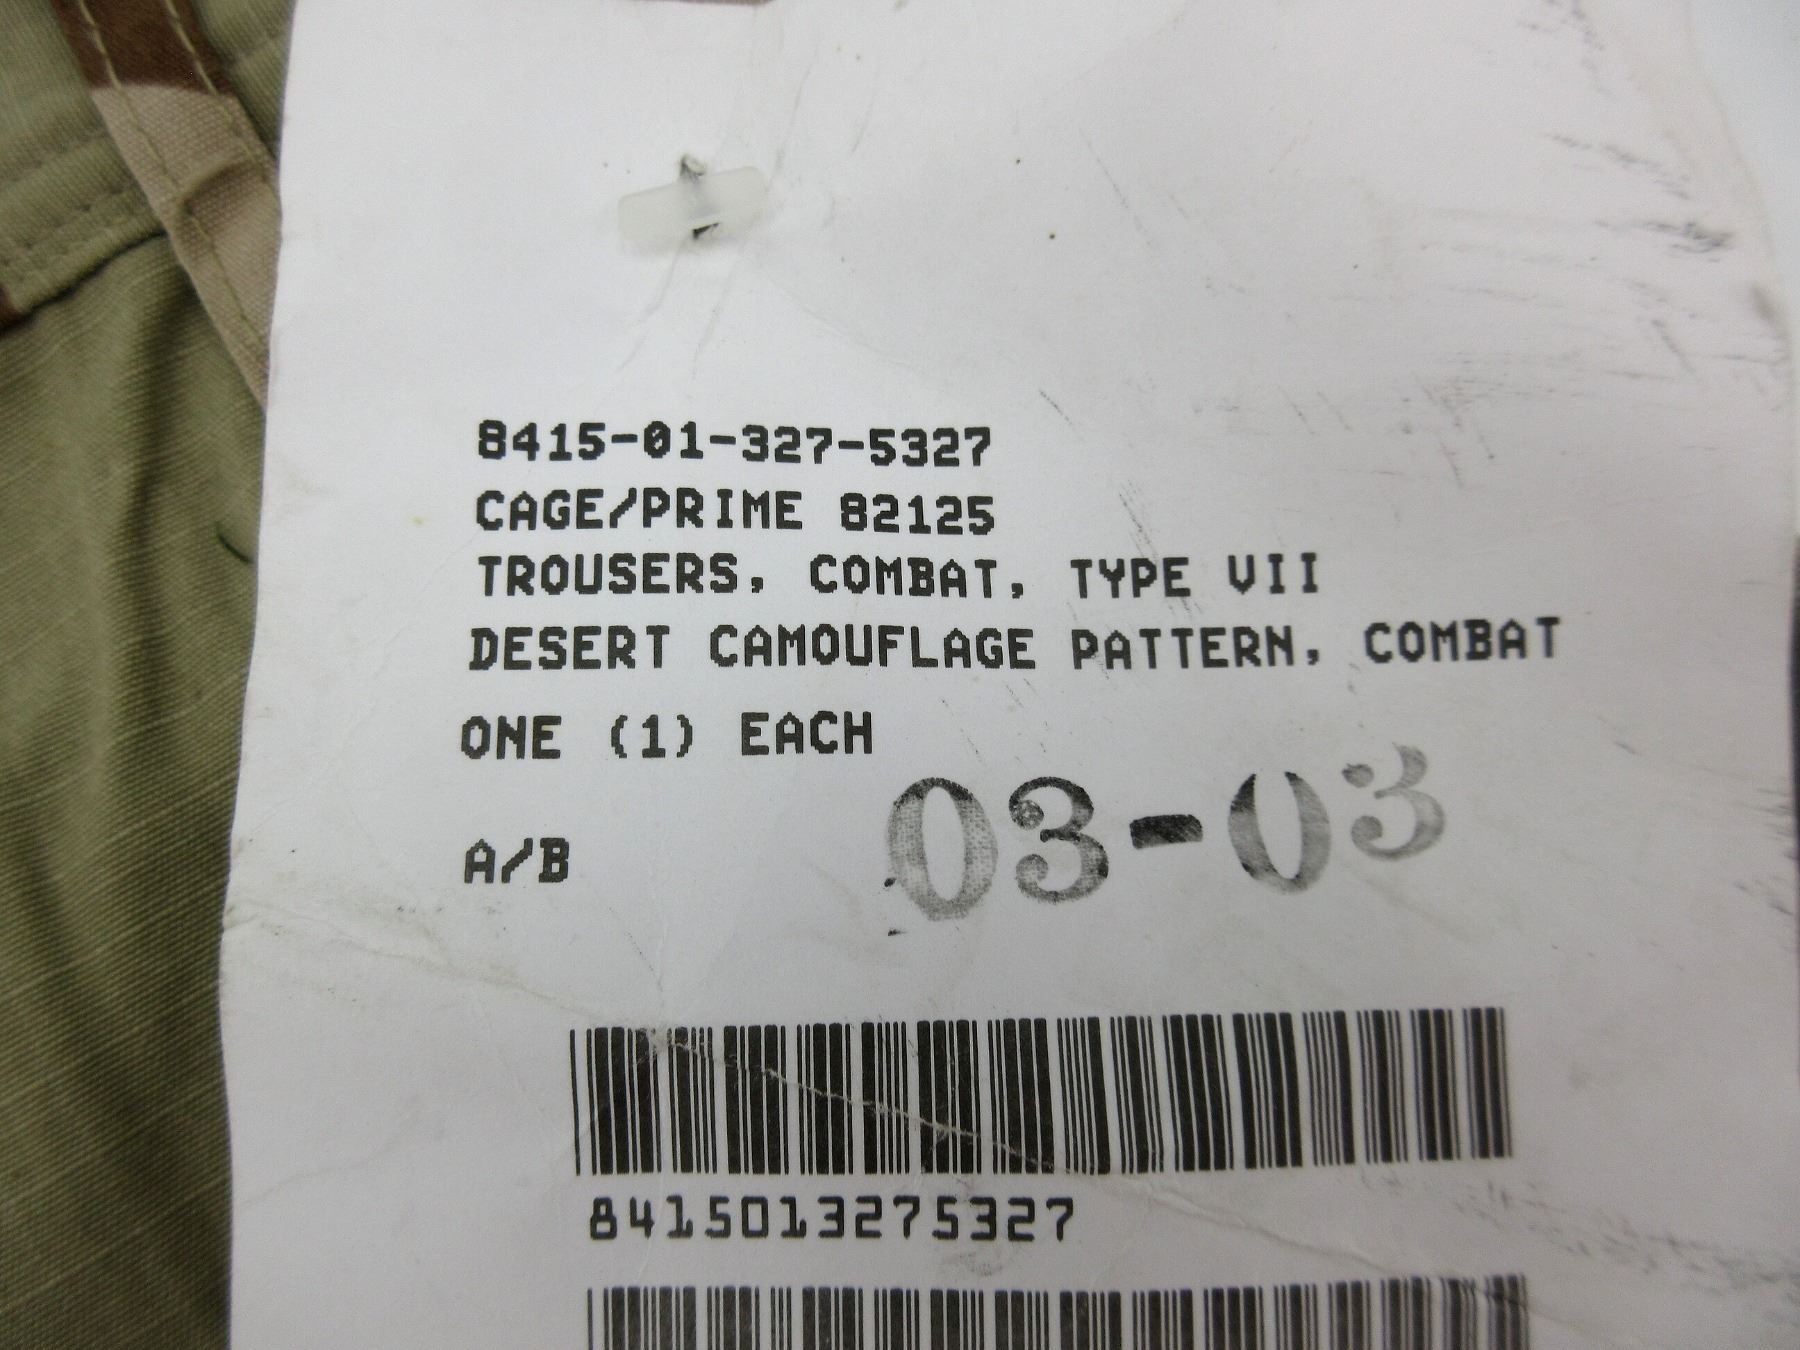 8415-01-327-5327
CAGE/PRIME 82125
TROUSERS, COMBAT, TYPE VII
DESERT CAMOUFLAGE PATTERN, COMBAT
ONE (1) EACH
03-03
A/B
8415013275327